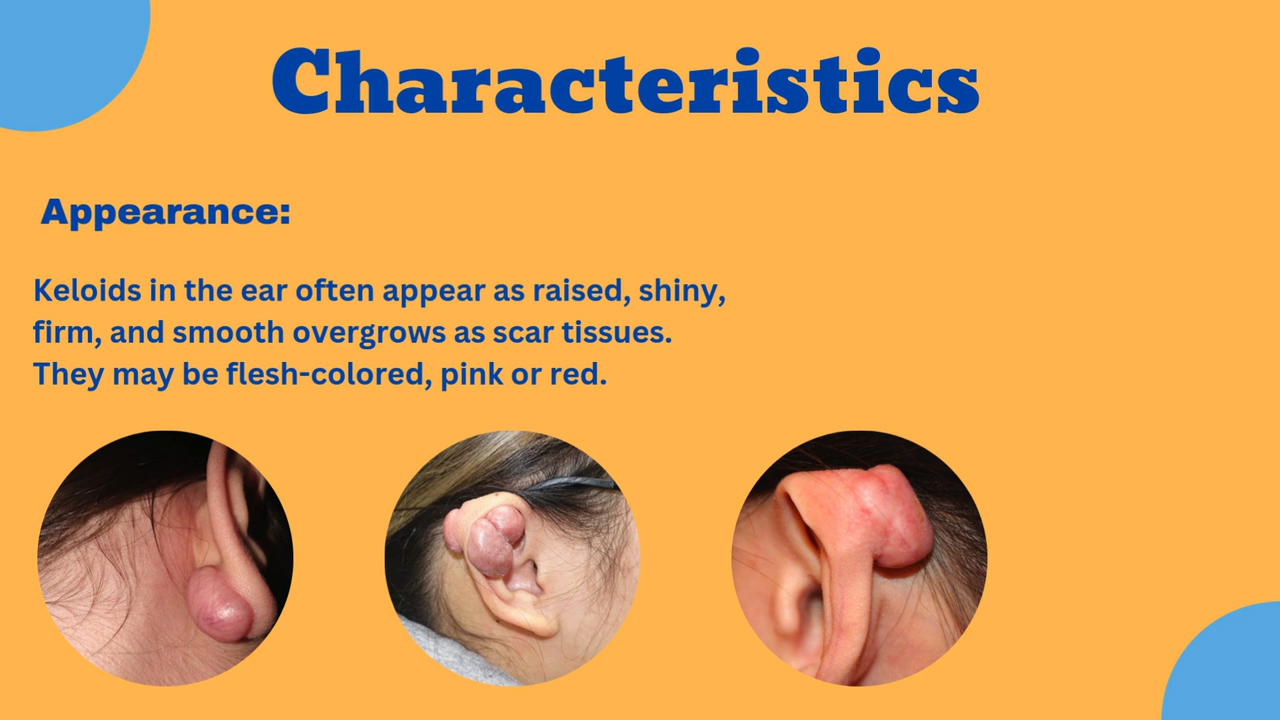 Characteristics
Appearance:
Keloids in the ear often appear as raised, shiny,
firm, and smooth overgrows as scar tissues.
They may be flesh-colored, pink or red.